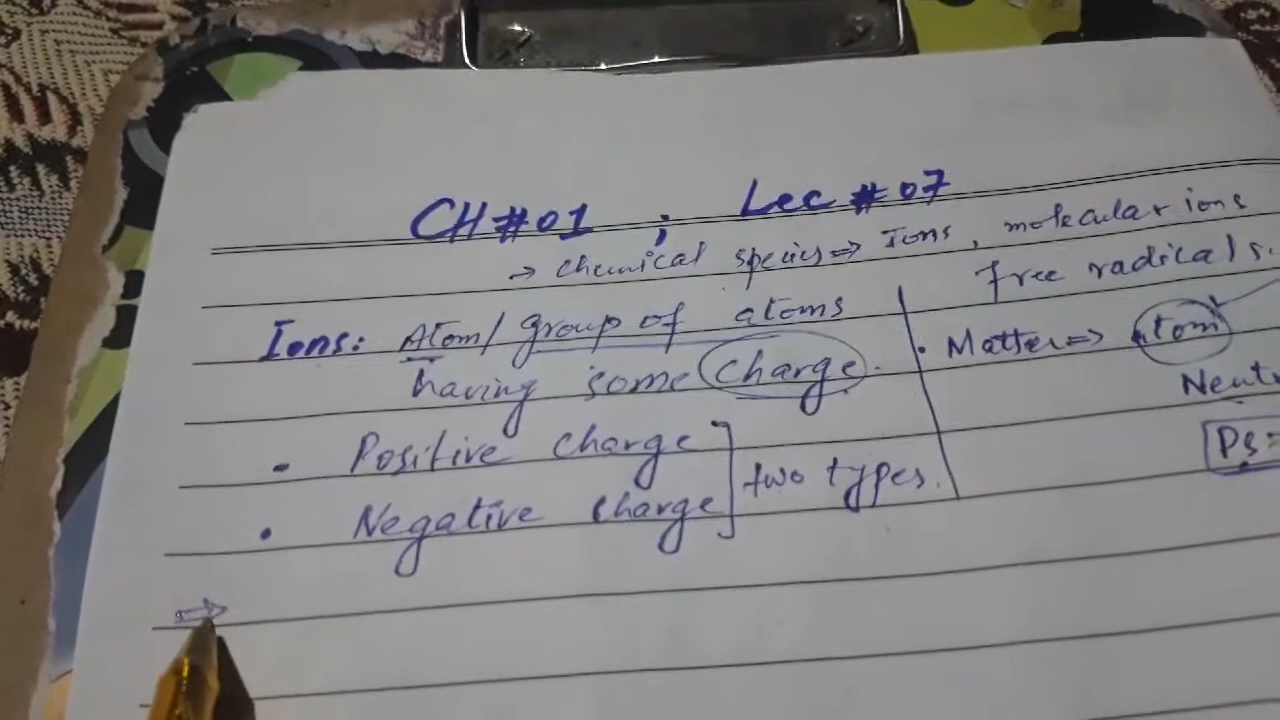 CH#01 ; Lec #07
→ chemical species => Ions, molecular ions
free radicals.
Ions: Atom/group of atoms
having some charge.
• Positive charge
• Negative charge
two types.
• Matter => Atom
Ps=